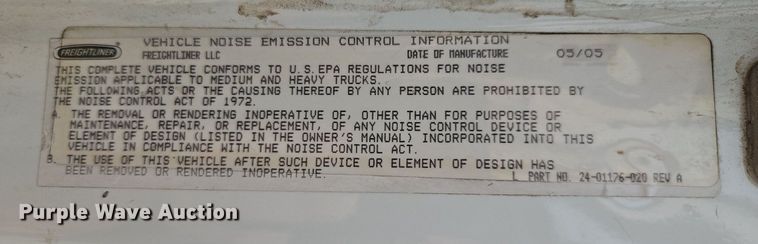 VEHICLE NOISE EMISSION CONTROL INFORMATION
FREIGHTLINER FREIGHTLINER LLC DATE OF MANUFACTURE 05/05
THIS COMPLETE VEHICLE CONFORMS TO U.S.EPA REGULATIONS FOR NOISE
EMISSION APPLICABLE TO MEDIUM AND HEAVY TRUCKS.
THE FOLLOWING ACTS OR THE CAUSING THEREOF BY ANY PERSON ARE PROHIBITED BY
THE NOISE CONTROL ACT OF 1972.
A. THE REMOVAL OR RENDERING INOPERATIVE OF, OTHER THAN FOR PURPOSES OF
MAINTENANCE, REPAIR, OR REPLACEMENT, OF ANY NOISE CONTROL DEVICE OR
ELEMENT OF DESIGN (LISTED IN THE OWNER'S MANUAL) INCORPORATED INTO THIS
VEHICLE IN COMPLIANCE WITH THE NOISE CONTROL ACT.
B. THE USE OF THIS VEHICLE AFTER SUCH DEVICE OR ELEMENT OF DESIGN HAS
BEEN REMOVED OR RENDERED INOPERATIVE.
L PART NO. 24-01176-020 REV A
Purple Wave Auction